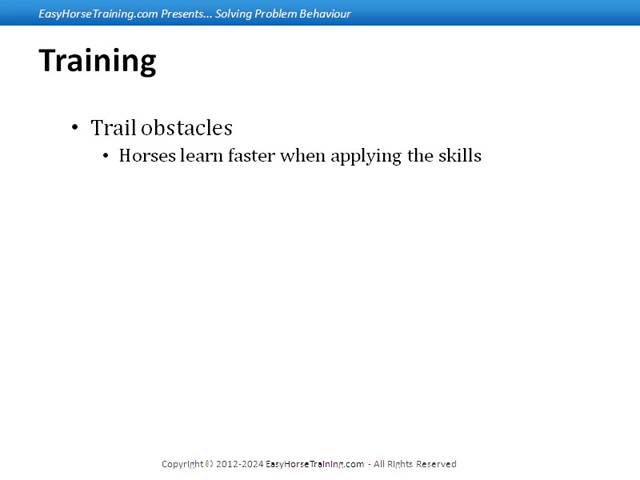 EasyHorseTraining.com Presents... Solving Problem Behaviour
Training
• Trail obstacles
• Horses learn faster when applying the skills
Copyright © 2012-2024 EasyHorseTraining.com - All Rights Reserved